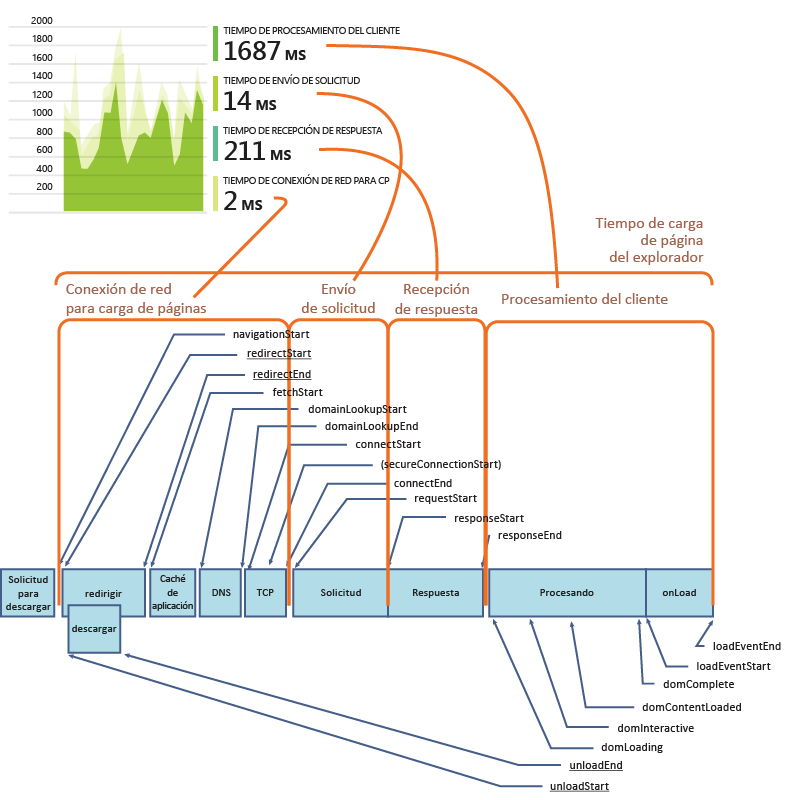 2000
1800
1600
1400
1200
1000
800
600
400
200
TIEMPO DE PROCESAMIENTO DEL CLIENTE
1687 MS
TIEMPO DE ENVÍO DE SOLICITUD
14 MS
TIEMPO DE RECEPCIÓN DE RESPUESTA
211 MS
TIEMPO DE CONEXIÓN DE RED PARA CP
2 MS
Tiempo de carga
de página
del explorador
Conexión de red
para carga de páginas
Envío
de solicitud
Recepción
de respuesta
Procesamiento del cliente
navigationStart
redirectStart
redirectEnd
fetchStart
domainLookupStart
domainLookupEnd
connectStart
(secureConnectionStart)
connectEnd
requestStart
responseStart
responseEnd
Solicitud
para
descargar
redirigir
Caché
de
aplicación
DNS
TCP
Solicitud
Respuesta
Procesando
onLoad
descargar
loadEventEnd
loadEventStart
domComplete
domContentLoaded
domInteractive
domLoading
unloadEnd
unloadStart